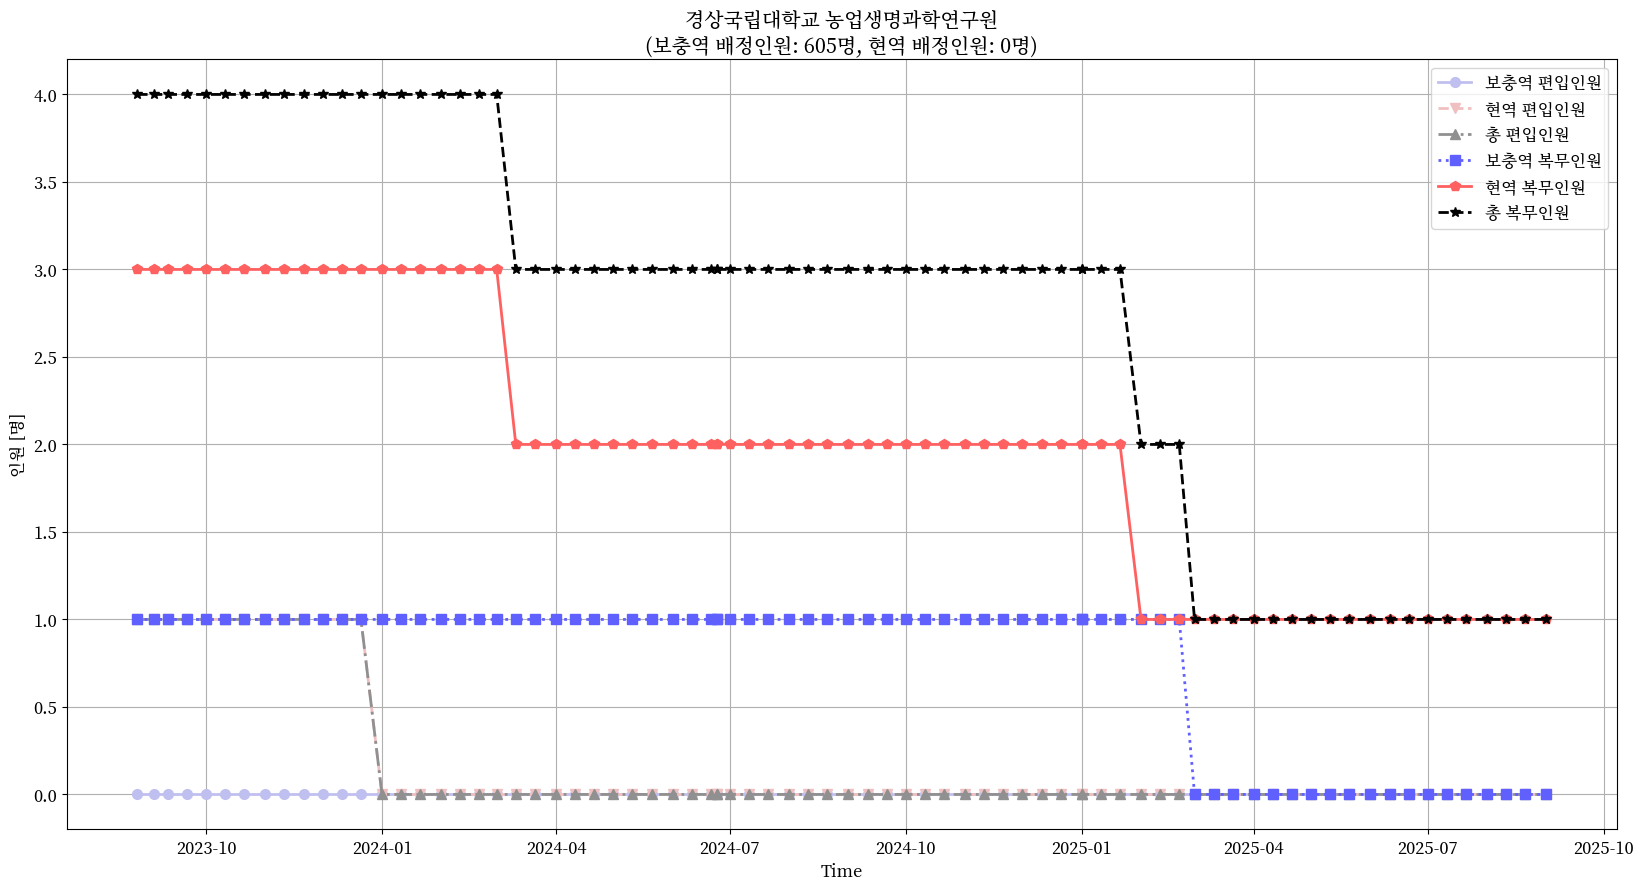 경상국립대학교 농업생명과학연구원
(보충역 배정인원: 605명, 현역 배정인원: 0명)
보충역 편입인원
현역 편입인원
총 편입인원
보충역 복무인원
현역 복무인원
총 복무인원
인원 [명]
4.0
3.5
3.0
2.5
2.0
1.5
1.0
0.5
0.0
2023-10 2024-01 2024-04 2024-07 2024-10 2025-01 2025-04 2025-07 2025-10
Time